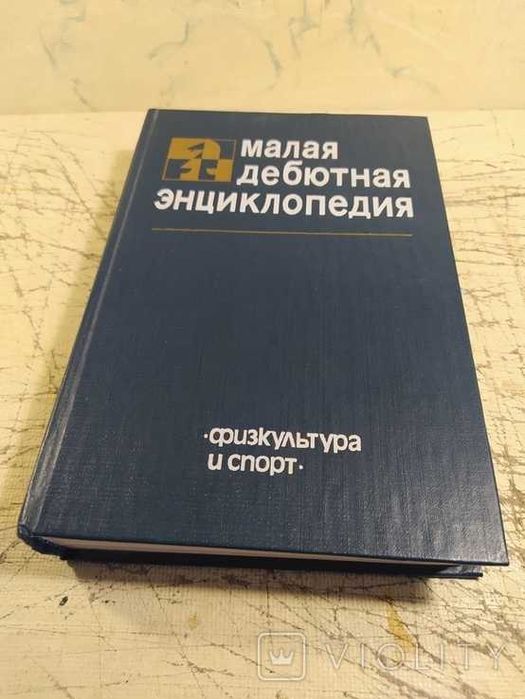 малая
дебютная
энциклопедия
·физкультура
и спорт·
VIOLITY